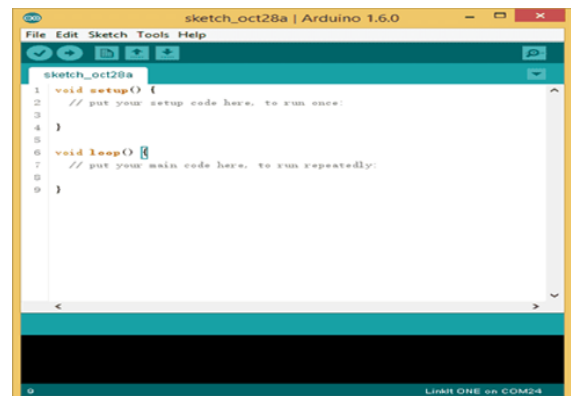 sketch_oct28a | Arduino 1.6.0
File Edit Sketch Tools Help
sketch_oct28a
1 void setup() {
2 // put your setup code here, to run once:
3
4 }
5
6 void loop() {
7 // put your main code here, to run repeatedly:
8
9 }
9 LinkIt ONE on COM24